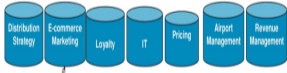 Distribution
Strategy
E-commerce
Marketing
Loyalty
IT
Pricing
Airport
Management
Revenue
Management